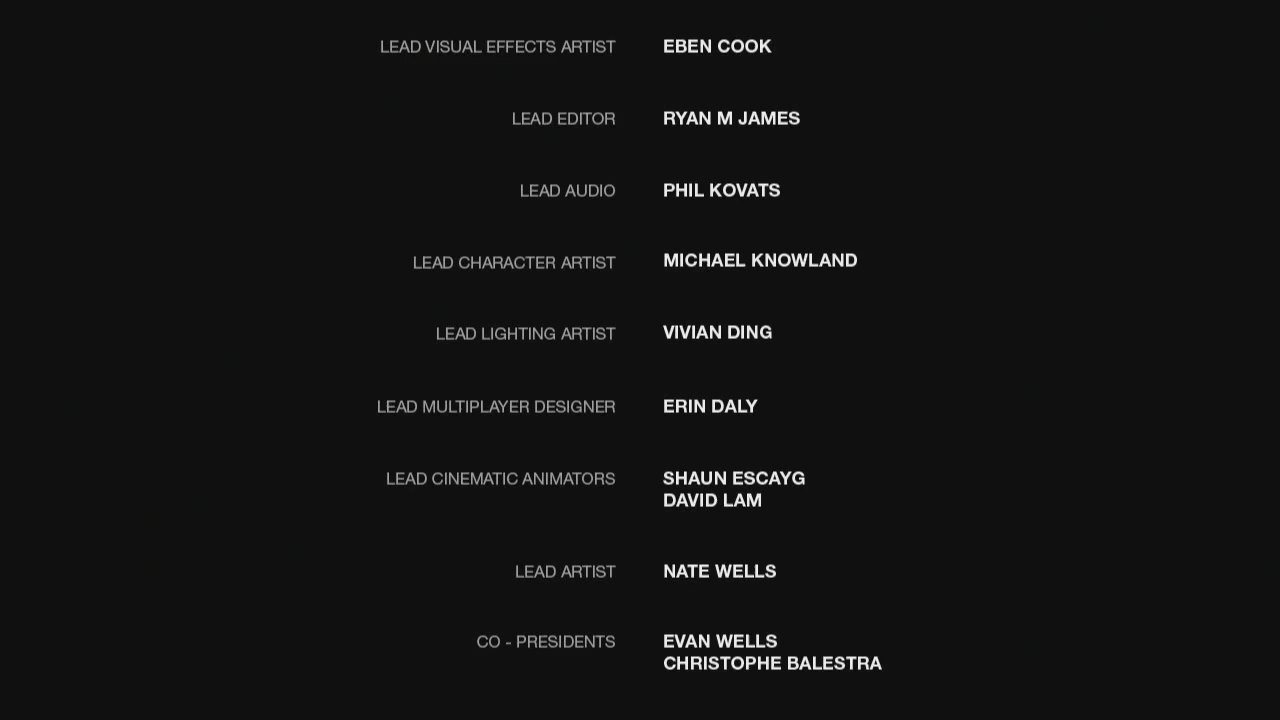 LEAD VISUAL EFFECTS ARTIST EBEN COOK
LEAD EDITOR RYAN M JAMES
LEAD AUDIO PHIL KOVATS
LEAD CHARACTER ARTIST MICHAEL KNOWLAND
LEAD LIGHTING ARTIST VIVIAN DING
LEAD MULTIPLAYER DESIGNER ERIN DALY
LEAD CINEMATIC ANIMATORS SHAUN ESCAYG
DAVID LAM
LEAD ARTIST NATE WELLS
CO - PRESIDENTS EVAN WELLS
CHRISTOPHE BALESTRA